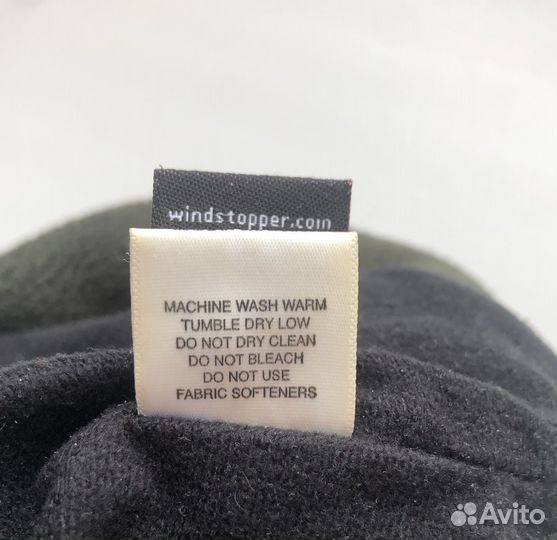 windstopper.com
MACHINE WASH WARM
TUMBLE DRY LOW
DO NOT DRY CLEAN
DO NOT BLEACH
DO NOT USE
FABRIC SOFTENERS
Avito